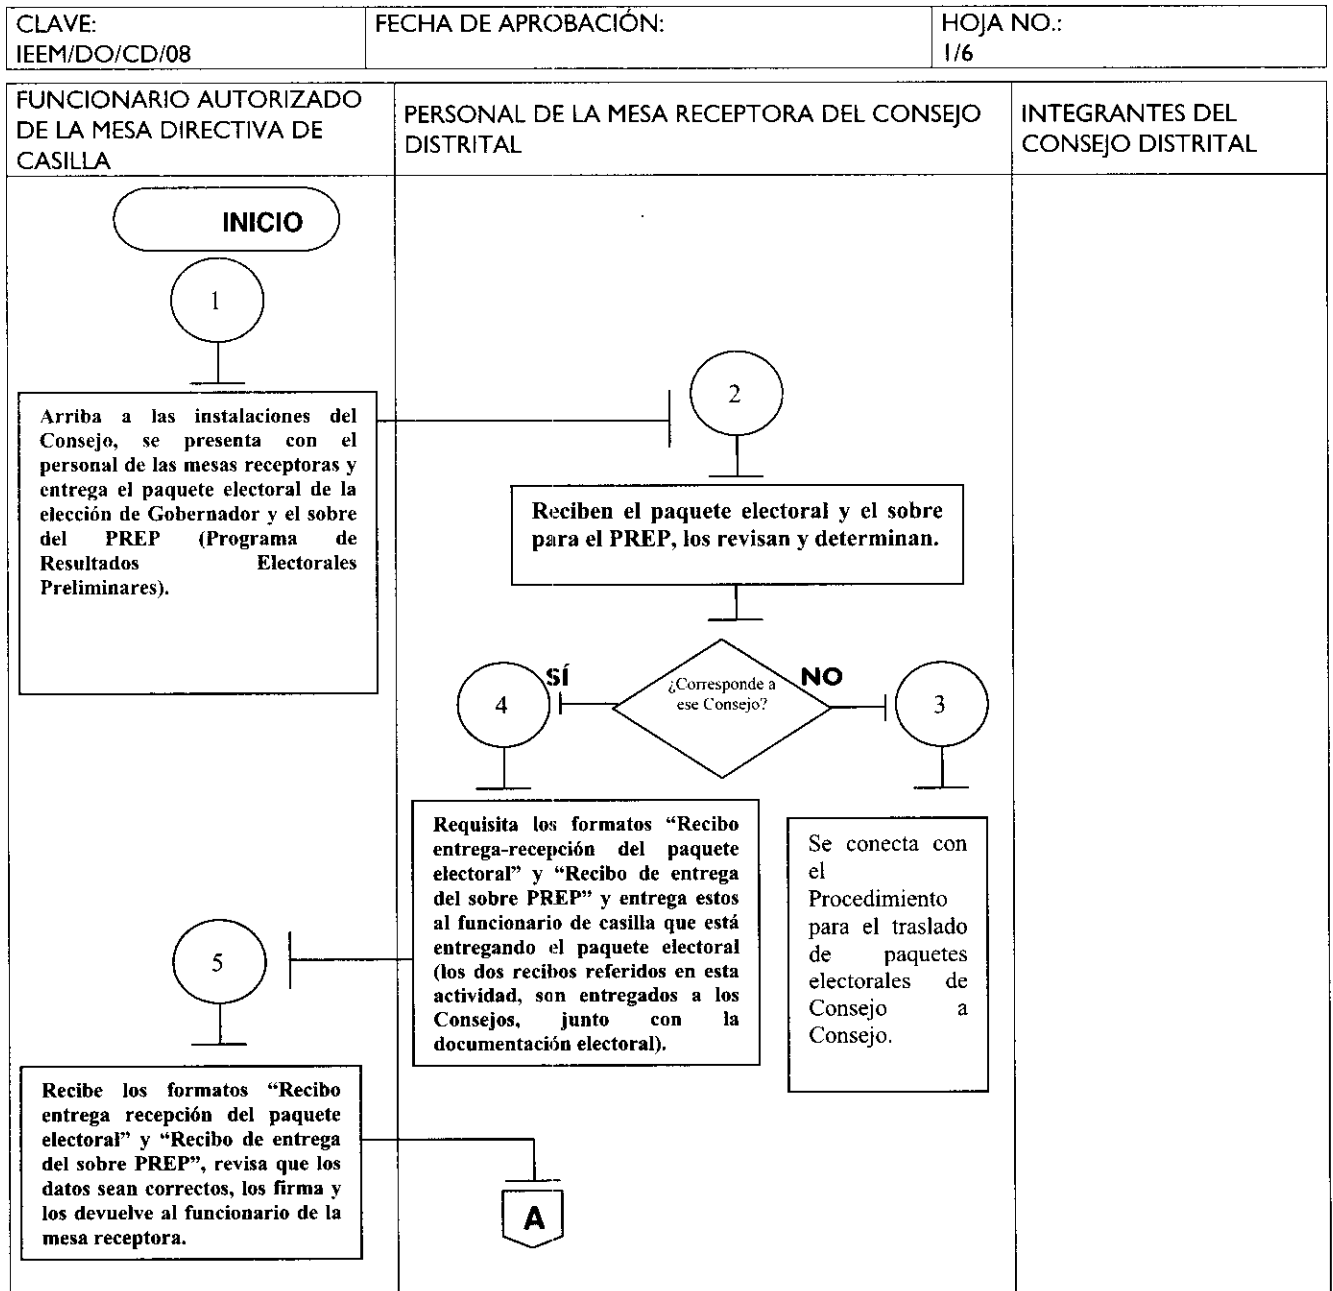 CLAVE:
IEEM/DO/CD/08
FECHA DE APROBACIÓN:
HOJA NO.:
1/6
FUNCIONARIO AUTORIZADO
DE LA MESA DIRECTIVA DE
CASILLA
PERSONAL DE LA MESA RECEPTORA DEL CONSEJO
DISTRITAL
INTEGRANTES DEL
CONSEJO DISTRITAL
INICIO
1
Arriba a las instalaciones del
Consejo, se presenta con el
personal de las mesas receptoras y
entrega el paquete electoral de la
elección de Gobernador y el sobre
del PREP (Programa de
Resultados Electorales
Preliminares).
2
Reciben el paquete electoral y el sobre
para el PREP, los revisan y determinan.
¿Corresponde a
ese Consejo?
SÍ
NO
4
3
Requisita los formatos “Recibo
entrega-recepción del paquete
electoral” y “Recibo de entrega
del sobre PREP” y entrega estos
al funcionario de casilla que está
entregando el paquete electoral
(los dos recibos referidos en esta
actividad, son entregados a los
Consejos, junto con la
documentación electoral).
Se conecta con
el
Procedimiento
para el traslado
de paquetes
electorales de
Consejo a
Consejo.
5
Recibe los formatos “Recibo
entrega recepción del paquete
electoral” y “Recibo de entrega
del sobre PREP”, revisa que los
datos sean correctos, los firma y
los devuelve al funcionario de la
mesa receptora.
A